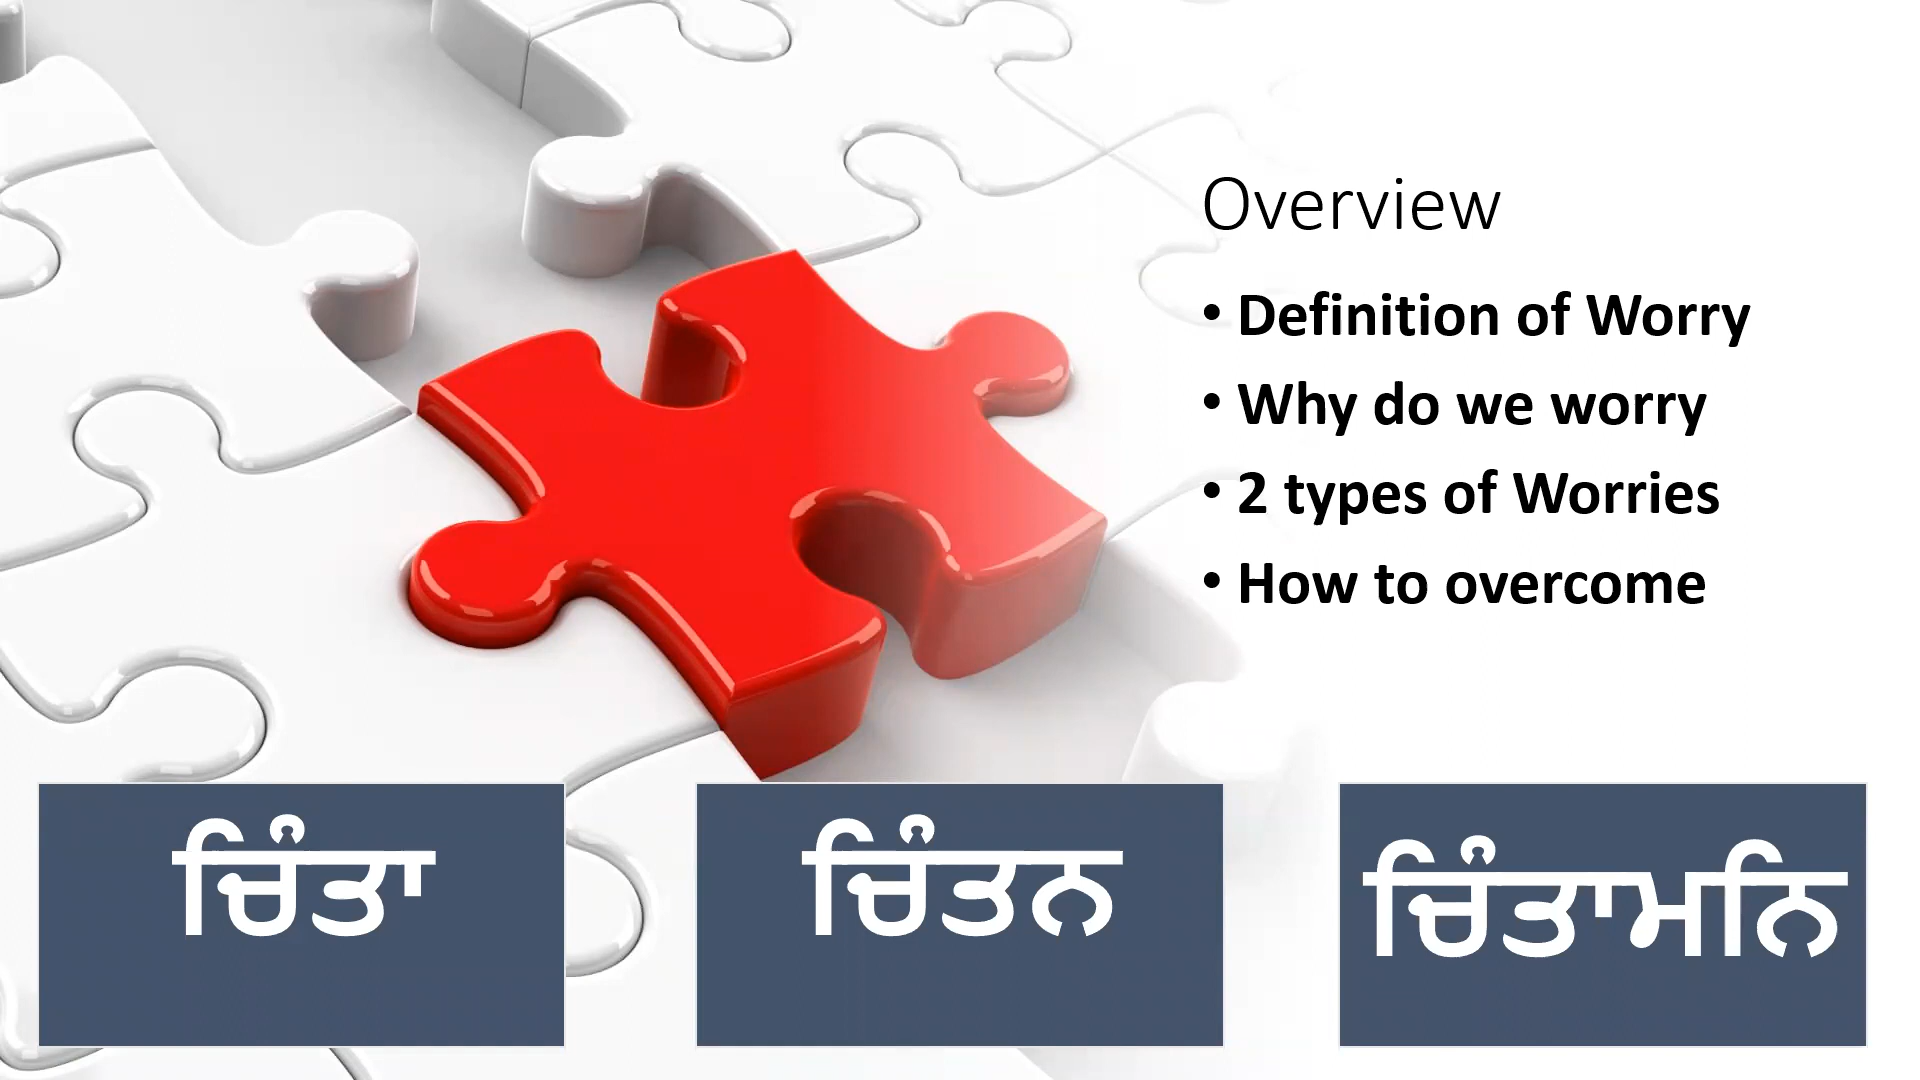 Overview
• Definition of Worry
• Why do we worry
• 2 types of Worries
• How to overcome
ਚਿੰਤਾ
ਚਿੰਤਨ
ਚਿੰਤਾਮਨਿ